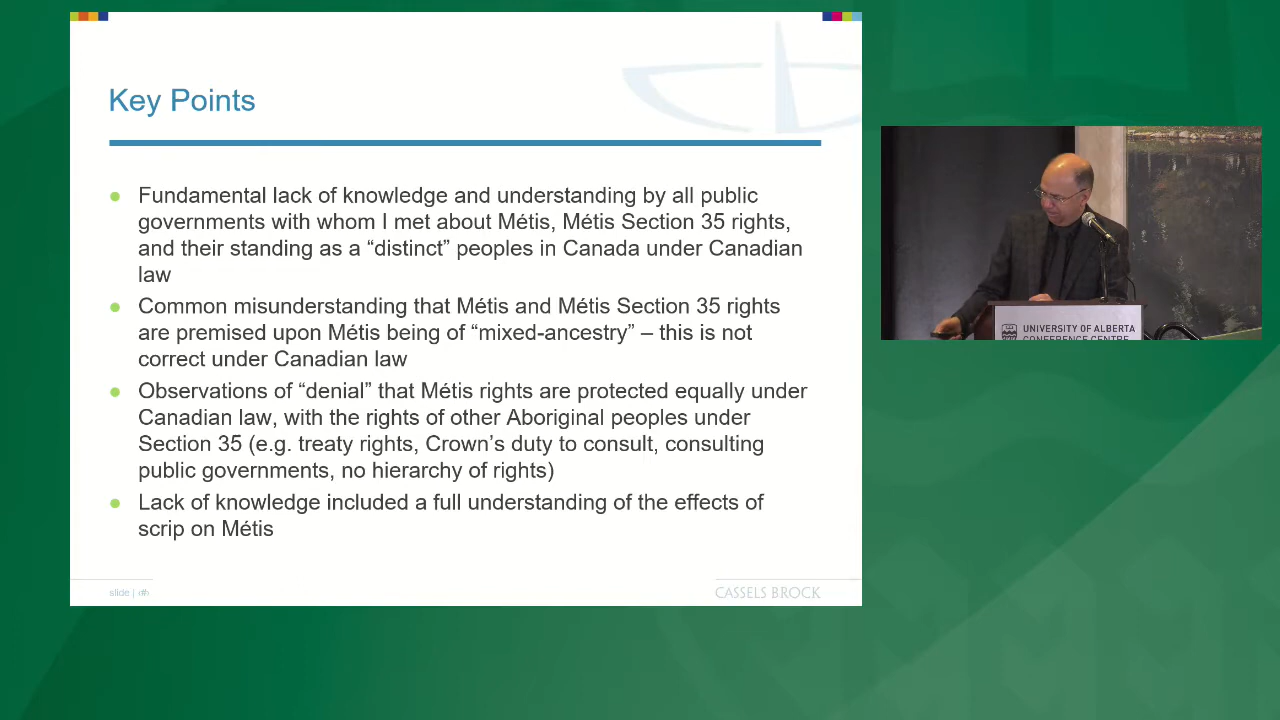 Key Points
Fundamental lack of knowledge and understanding by all public
governments with whom I met about Métis, Métis Section 35 rights,
and their standing as a “distinct” peoples in Canada under Canadian
law
Common misunderstanding that Métis and Métis Section 35 rights
are premised upon Métis being of “mixed-ancestry” – this is not
correct under Canadian law
Observations of “denial” that Métis rights are protected equally under
Canadian law, with the rights of other Aboriginal peoples under
Section 35 (e.g. treaty rights, Crown’s duty to consult, consulting
public governments, no hierarchy of rights)
Lack of knowledge included a full understanding of the effects of
scrip on Métis
slide | ‹#›
CASSELS BROCK
UNIVERSITY OF ALBERTA
CONFERENCE CENTRE